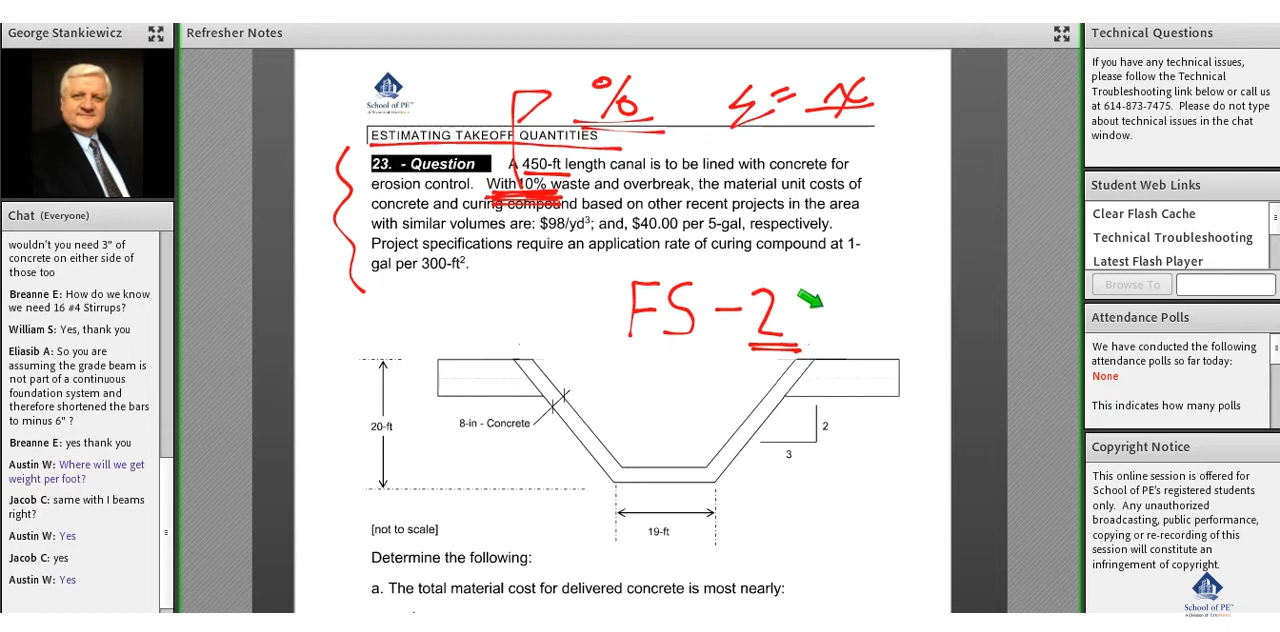 George Stankiewicz
Refresher Notes
Technical Questions
If you have any technical issues,
please follow the Technical
Troubleshooting link below or call us
at 614-873-7475. Please do not type
about technical issues in the chat
window.
Student Web Links
Clear Flash Cache
Technical Troubleshooting
Latest Flash Player
Browse To
Attendance Polls
We have conducted the following
attendance polls so far today:
None
This indicates how many polls
Copyright Notice
This online session is offered for
School of PE's registered students
only. Any unauthorized
broadcasting, public performance,
copying or re-recording of this
session will constitute an
infringement of copyright.
School of PE™
Chat (Everyone)
wouldn't you need 3" of
concrete on either side of
those too
Breanne E: How do we know
we need 16 #4 Stirrups?
William S: Yes, thank you
Eliasib A: So you are
assuming the grade beam is
not part of a continuous
foundation system and
therefore shortened the bars
to minus 6" ?
Breanne E: yes thank you
Austin W: Where will we get
weight per foot?
Jacob C: same with I beams
right?
Austin W: Yes
Jacob C: yes
Austin W: Yes
School of PE™
%
ESTIMATING TAKEOFF QUANTITIES
23. - Question A 450-ft length canal is to be lined with concrete for
erosion control. With 10% waste and overbreak, the material unit costs of
concrete and curing compound based on other recent projects in the area
with similar volumes are: $98/yd³; and, $40.00 per 5-gal, respectively.
Project specifications require an application rate of curing compound at 1-
gal per 300-ft².
FS - 2
20-ft
8-in - Concrete
2
3
19-ft
[not to scale]
Determine the following:
a. The total material cost for delivered concrete is most nearly: